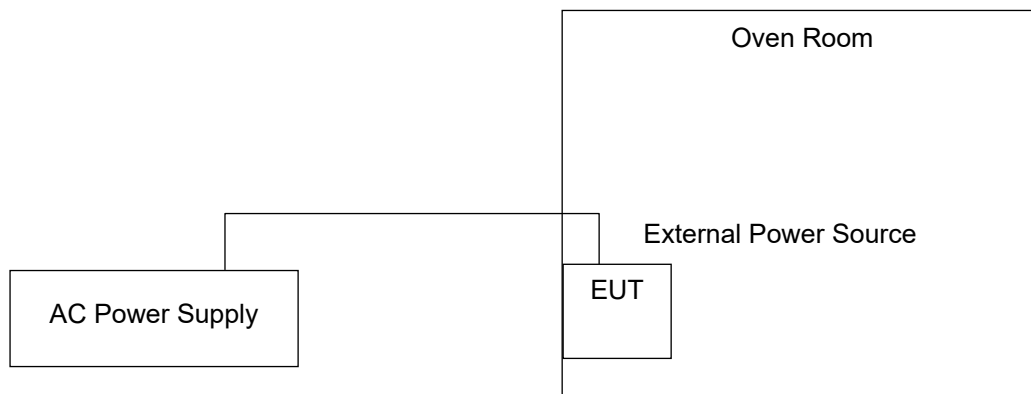 Oven Room
External Power Source
EUT
AC Power Supply